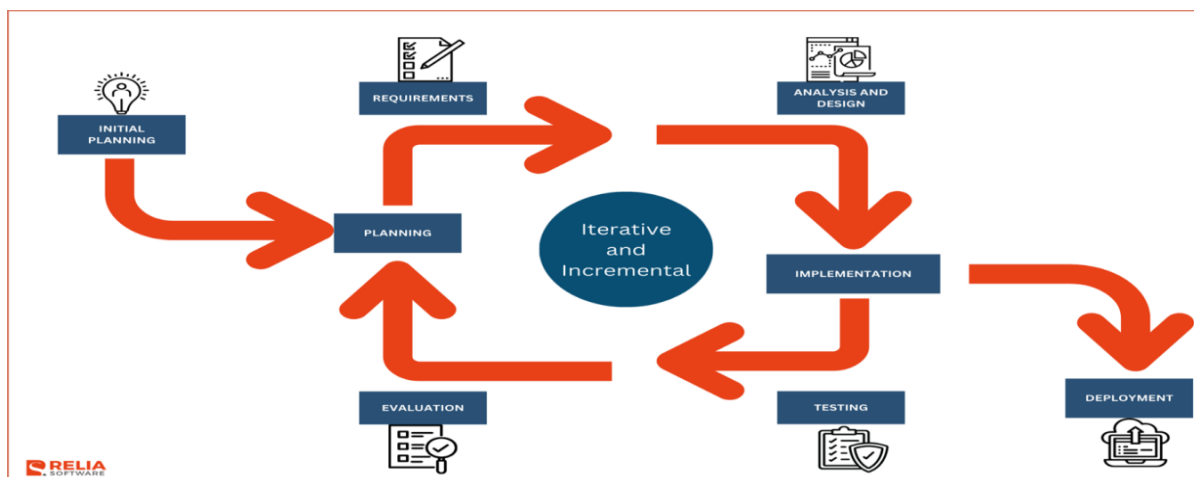 REQUIREMENTS
ANALYSIS AND
DESIGN
INITIAL
PLANNING
PLANNING
Iterative
and
Incremental
IMPLEMENTATION
EVALUATION
TESTING
DEPLOYMENT
RELIA
SOFTWARE